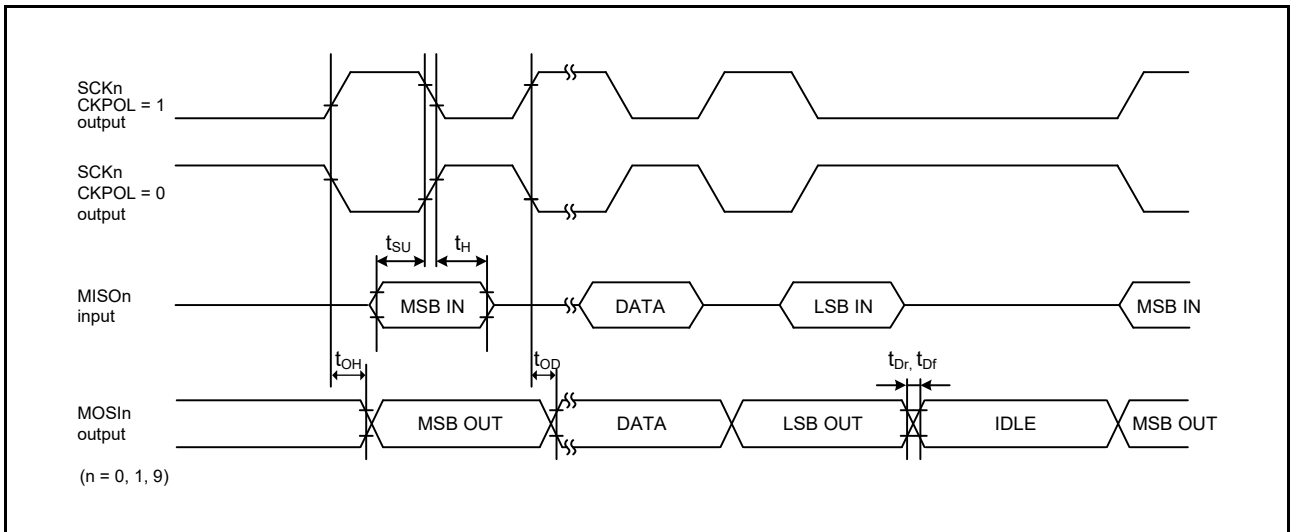 SCKn
CKPOL = 1
output
SCKn
CKPOL = 0
output
tSU
tH
MISOn
input
MSB IN
DATA
LSB IN
MSB IN
tOH
tOD
tDr, tDf
MOSIn
output
MSB OUT
DATA
LSB OUT
IDLE
MSB OUT
(n = 0, 1, 9)